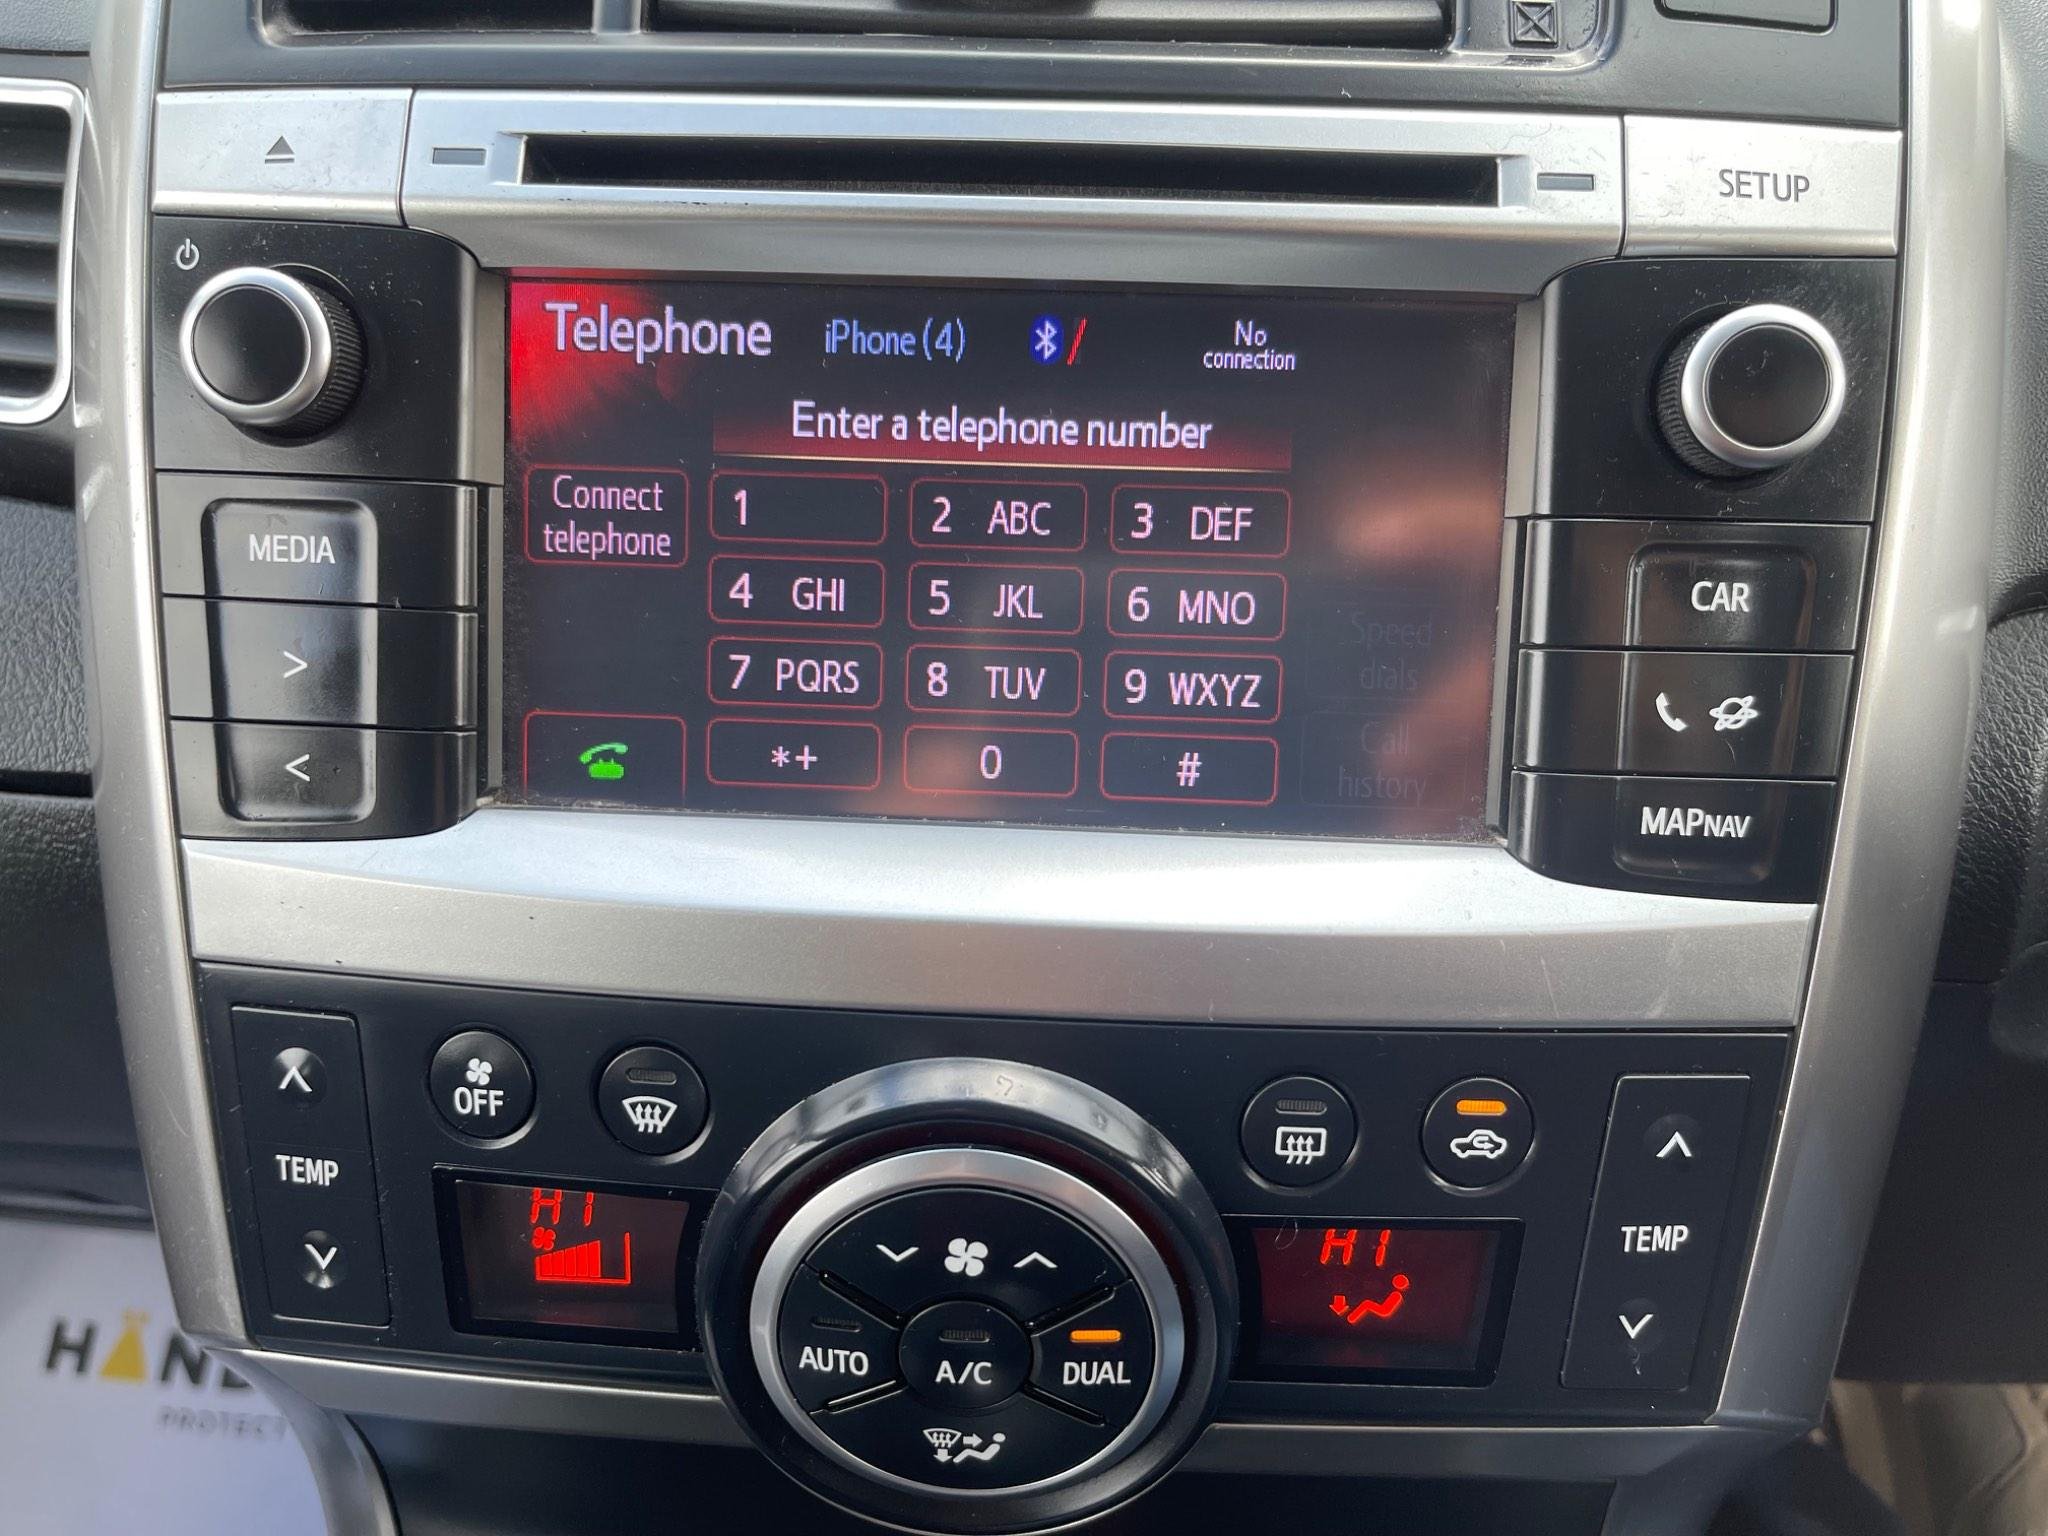 SETUP
Telephone iPhone (4) No
connection
Enter a telephone number
Connect
telephone
1
2 ABC
3 DEF
4 GHI
5 JKL
6 MNO
7 PQRS
8 TUV
9 WXYZ
*+
0
#
Speed
dials
Call
history
MEDIA
>
<
CAR
MAPNAV
OFF
TEMP
HI
HI
TEMP
AUTO
A/C
DUAL
HAND
PROTECT